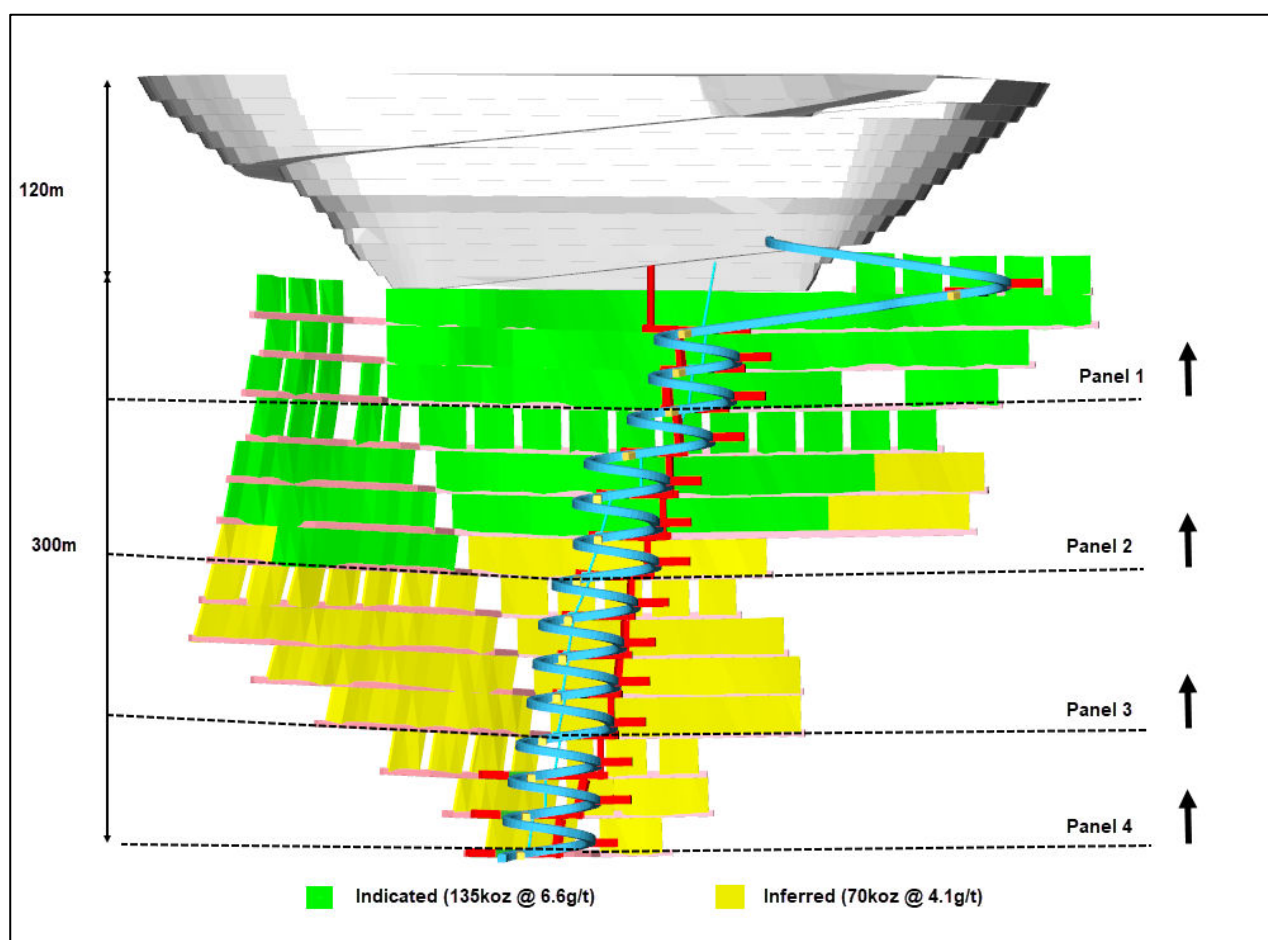 120m
Panel 1
300m
Panel 2
Panel 3
Panel 4
Indicated (135koz @ 6.6g/t)
Inferred (70koz @ 4.1g/t)